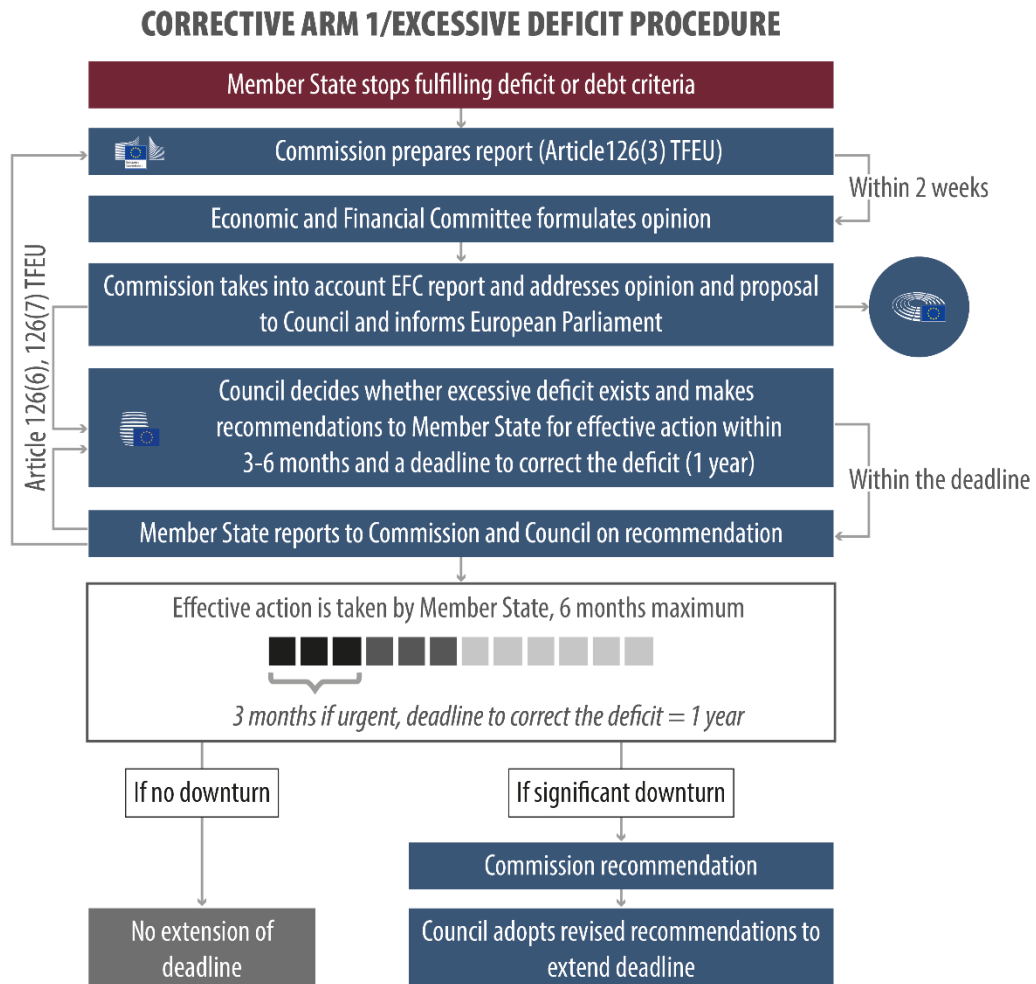 CORRECTIVE ARM 1/EXCESSIVE DEFICIT PROCEDURE
Member State stops fulfilling deficit or debt criteria
Commission prepares report (Article126(3) TFEU)
Within 2 weeks
Economic and Financial Committee formulates opinion
Commission takes into account EFC report and addresses opinion and proposal
to Council and informs European Parliament
Article 126(6), 126(7) TFEU
Council decides whether excessive deficit exists and makes
recommendations to Member State for effective action within
3-6 months and a deadline to correct the deficit (1 year)
Within the deadline
Member State reports to Commission and Council on recommendation
Effective action is taken by Member State, 6 months maximum
3 months if urgent, deadline to correct the deficit = 1 year
If no downturn
If significant downturn
Commission recommendation
No extension of
deadline
Council adopts revised recommendations to
extend deadline